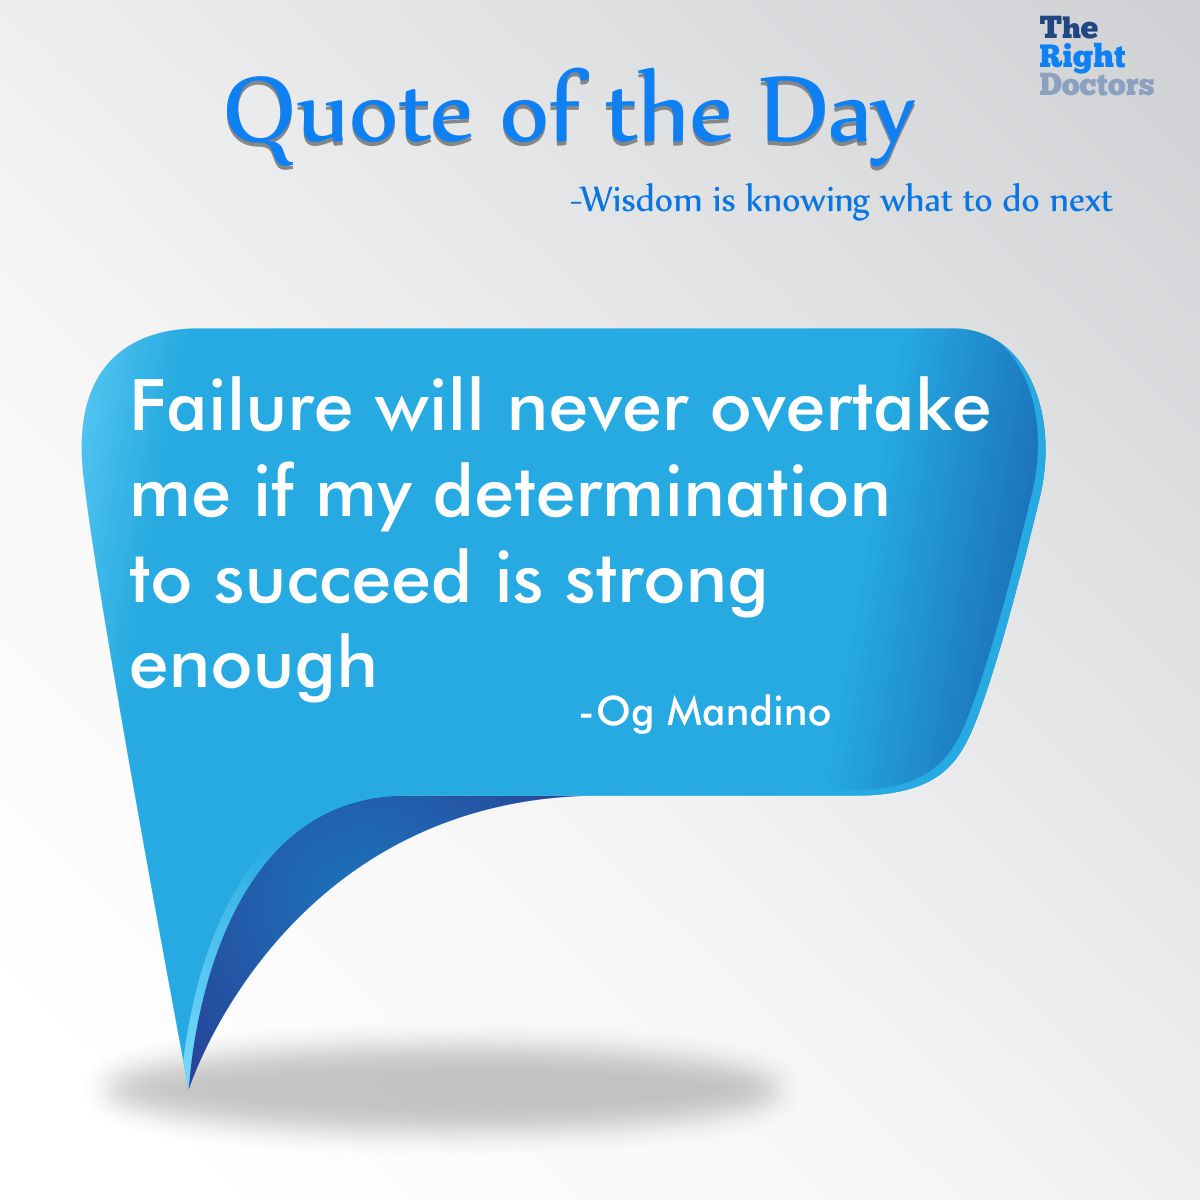 The
Right
Doctors
Quote of the Day
-Wisdom is knowing what to do next
Failure will never overtake
me if my determination
to succeed is strong
enough
-Og Mandino